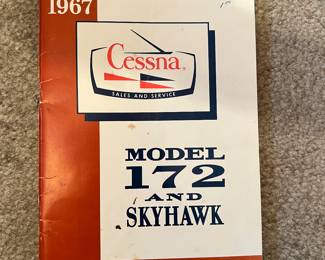 1967
Cessna
SALES AND SERVICE
MODEL
172
AND
SKYHAWK